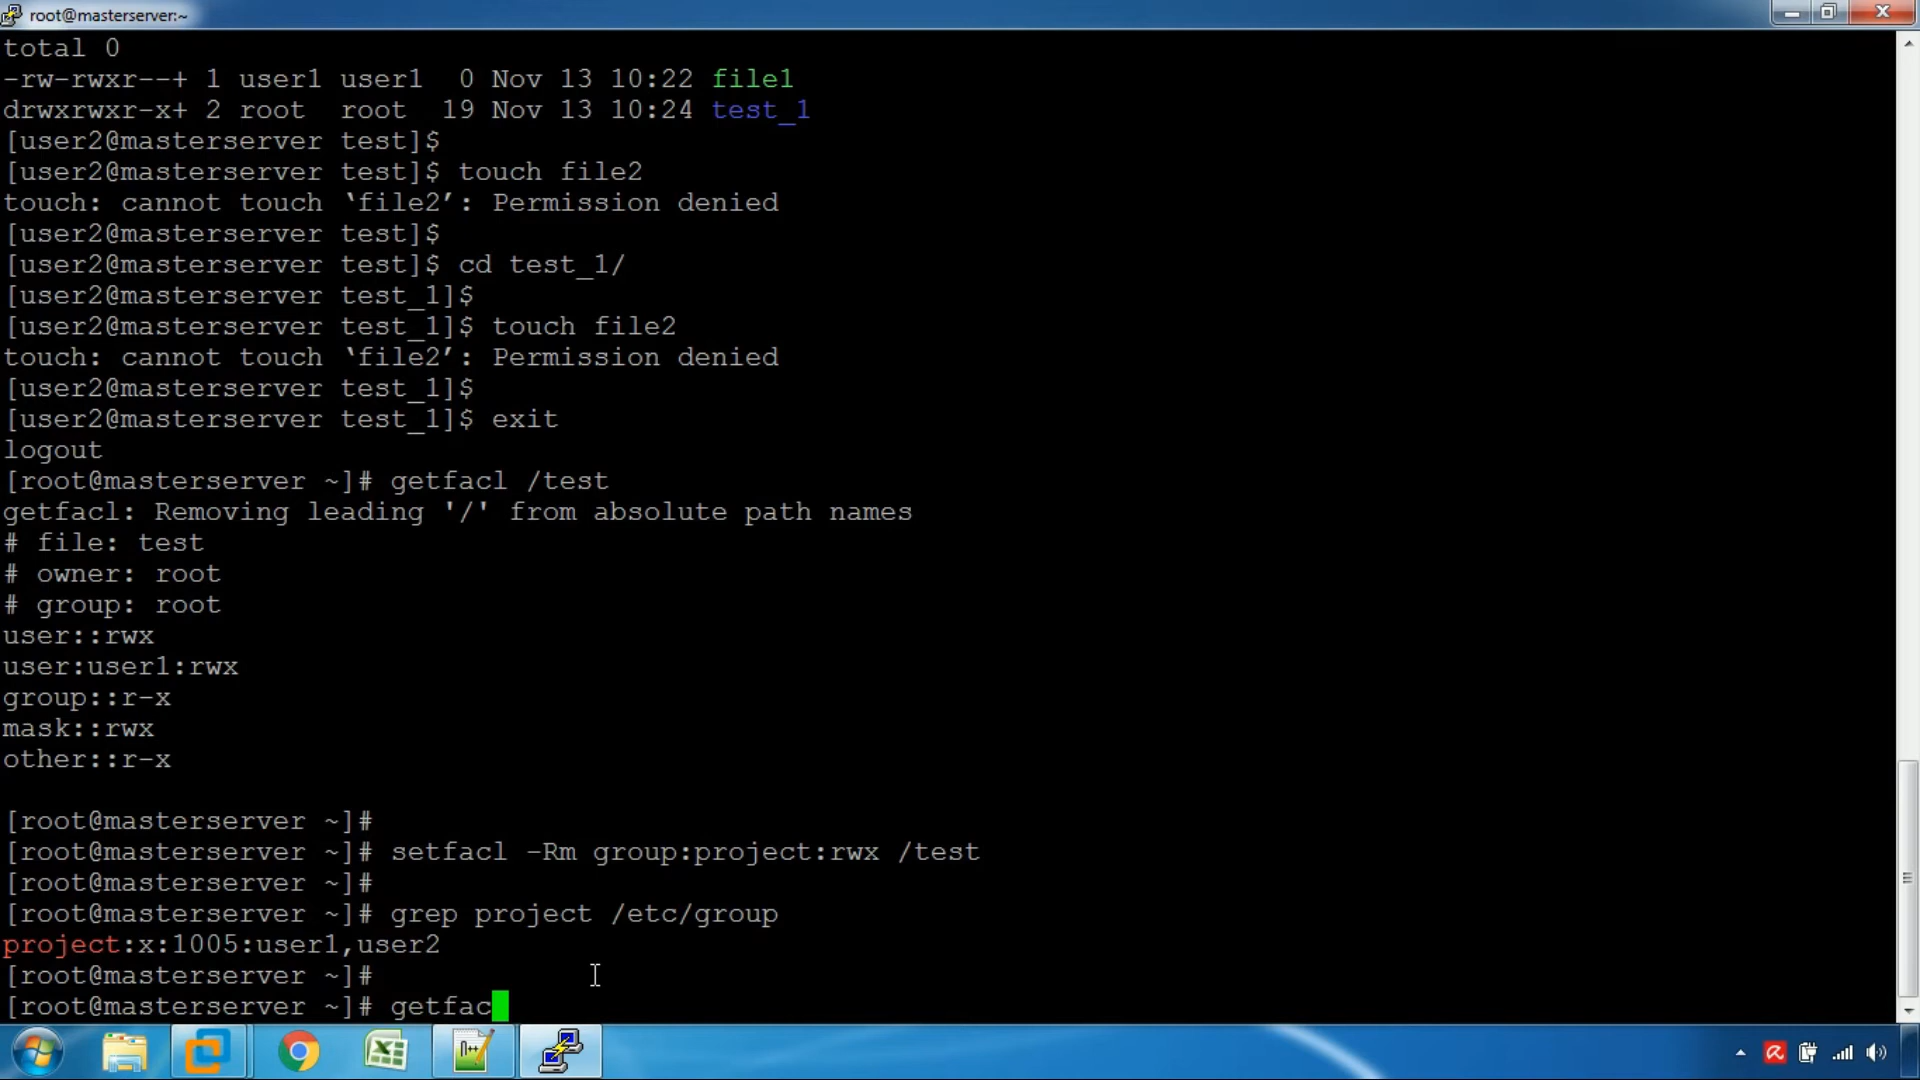 root@masterserver:~
total 0
-rw-rwxr--+ 1 user1 user1  0 Nov 13 10:22 file1
drwxrwxr-x+ 2 root  root  19 Nov 13 10:24 test_1
[user2@masterserver test]$
[user2@masterserver test]$ touch file2
touch: cannot touch ‘file2’: Permission denied
[user2@masterserver test]$
[user2@masterserver test]$ cd test_1/
[user2@masterserver test_1]$
[user2@masterserver test_1]$ touch file2
touch: cannot touch ‘file2’: Permission denied
[user2@masterserver test_1]$
[user2@masterserver test_1]$ exit
logout
[root@masterserver ~]# getfacl /test
getfacl: Removing leading '/' from absolute path names
# file: test
# owner: root
# group: root
user::rwx
user:user1:rwx
group::r-x
mask::rwx
other::r-x
[root@masterserver ~]#
[root@masterserver ~]# setfacl -Rm group:project:rwx /test
[root@masterserver ~]#
[root@masterserver ~]# grep project /etc/group
project:x:1005:user1,user2
[root@masterserver ~]#
[root@masterserver ~]# getfac